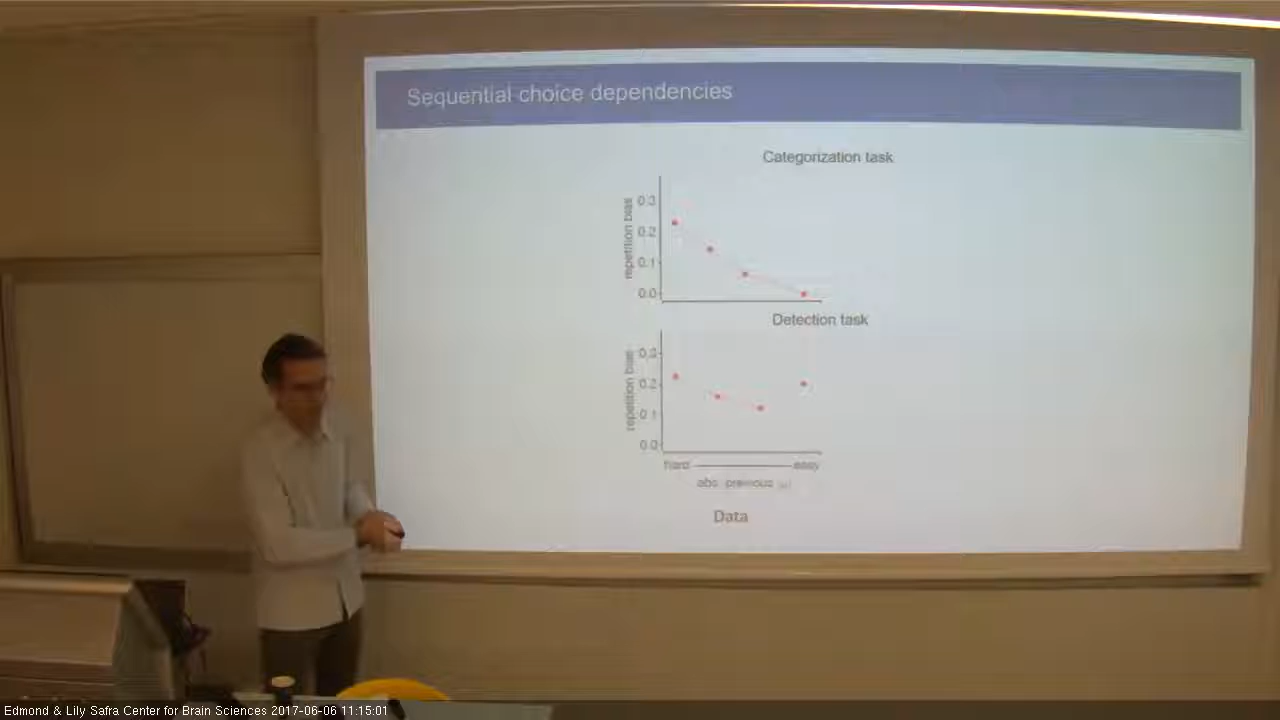 Sequential choice dependencies
Categorization task
repetition bias
0.3
0.2
0.1
0.0
Detection task
repetition bias
0.3
0.2
0.1
0.0
hard
easy
abs. previous
Data
Edmond & Lily Safra Center for Brain Sciences 2017-06-06 11:15:01